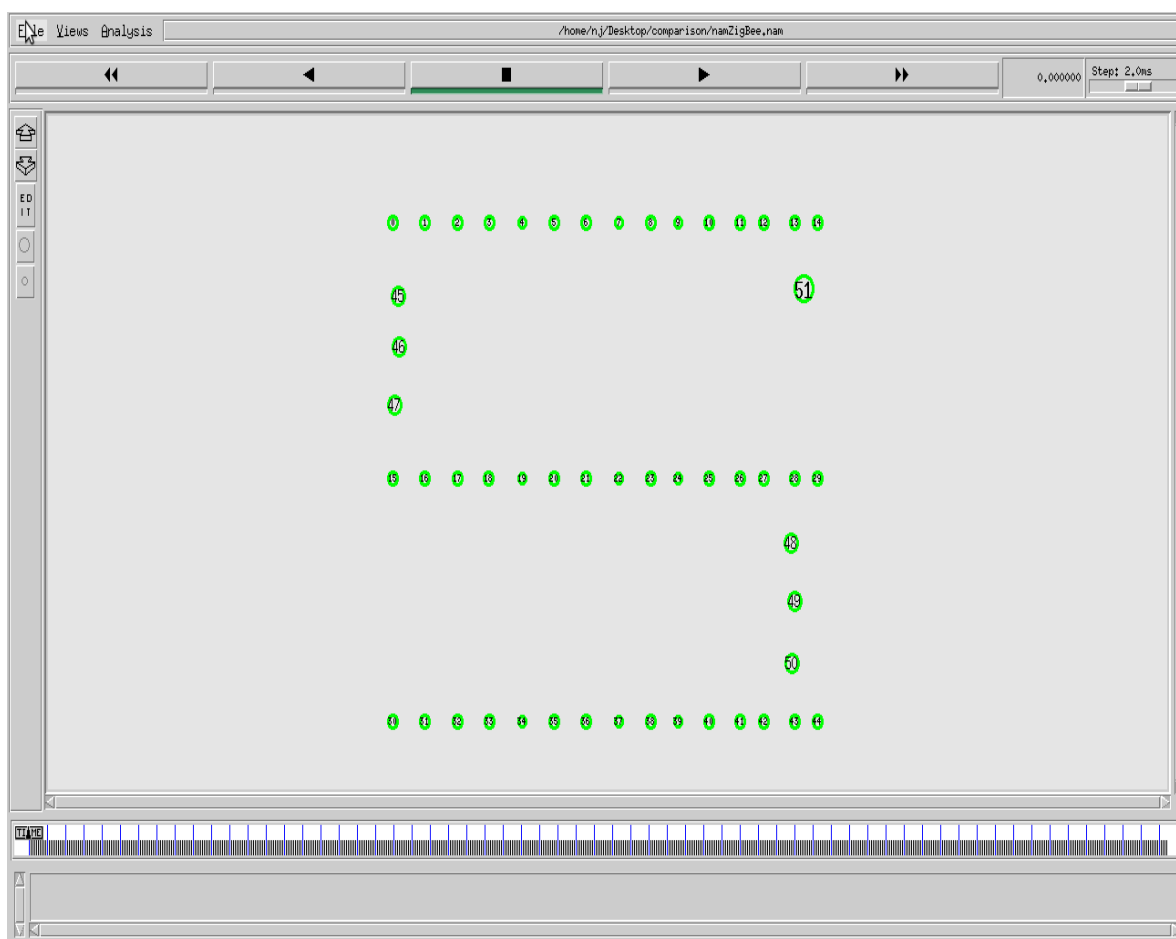 File Views Analysis /home/nj/Desktop/comparison/namZigBee.nam
0.000000 Step: 2.0ms
ED
IT
0 1 2 3 4 5 6 7 8 9 10 11 12 13 14
45 51
46
47
15 16 17 18 19 20 21 22 23 24 25 26 27 28 29
48
49
50
30 31 32 33 34 35 36 37 38 39 40 41 42 43 44
TIME